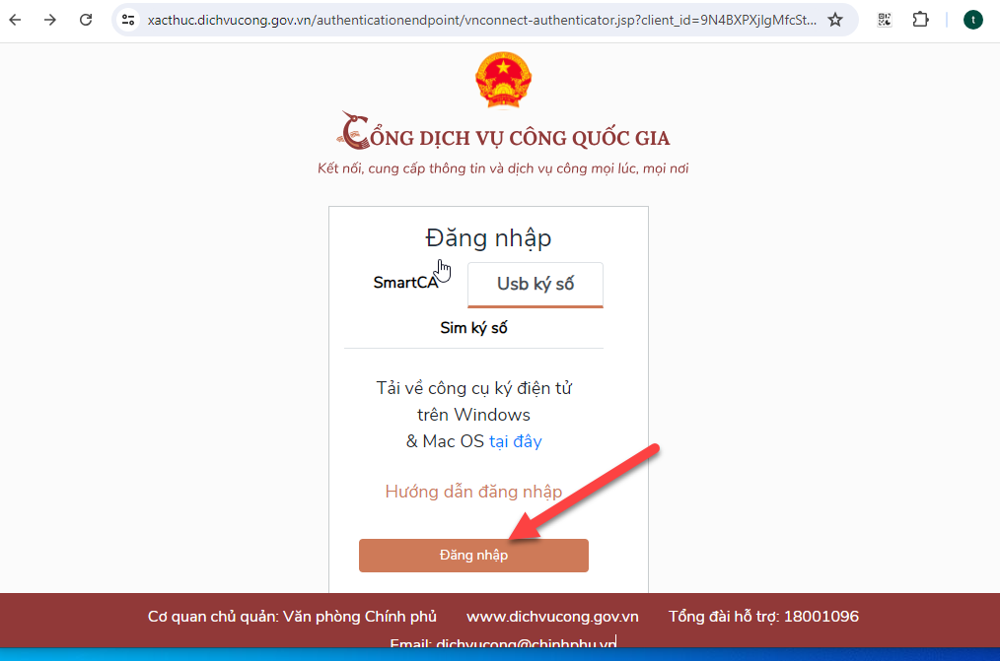 xacthuc.dichvucong.gov.vn/authenticationendpoint/vnconnect-authenticator.jsp?client_id=9N4BXPXjIgMfcSt...
t
CỔNG DỊCH VỤ CÔNG QUỐC GIA
Kết nối, cung cấp thông tin và dịch vụ công mọi lúc, mọi nơi
Đăng nhập
SmartCA Usb ký số
Sim ký số
Tải về công cụ ký điện tử
trên Windows
& Mac OS tại đây
Hướng dẫn đăng nhập
Đăng nhập
Cơ quan chủ quản: Văn phòng Chính phủ www.dichvucong.gov.vn Tổng đài hỗ trợ: 18001096
Email: dichvucong@chinhphu.vn